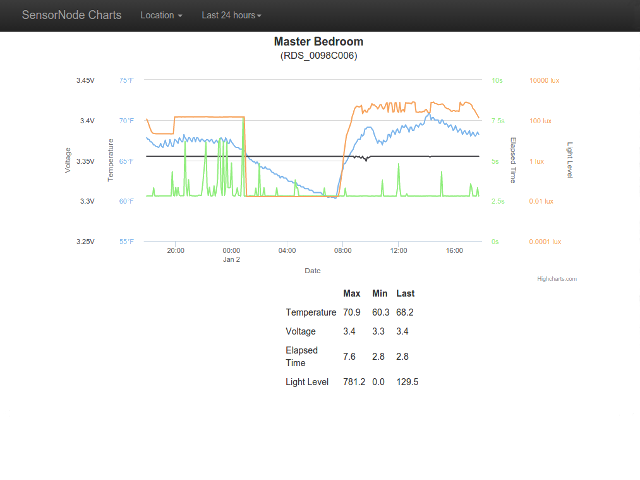 SensorNode Charts Location Last 24 hours
Master Bedroom
(RDS_0098C006)
3.45V 75°F 10s 10000 lux
3.4V 70°F 7.5s 100 lux
Voltage Temperature Elapsed Time Light Level
3.35V 65°F 5s 1 lux
3.3V 60°F 2.5s 0.01 lux
3.25V 55°F 0s 0.0001 lux
20:00 00:00 04:00 08:00 12:00 16:00
Jan 2
Date
Highcharts.com
Max Min Last
Temperature 70.9 60.3 68.2
Voltage 3.4 3.3 3.4
Elapsed
Time 7.6 2.8 2.8
Light Level 781.2 0.0 129.5